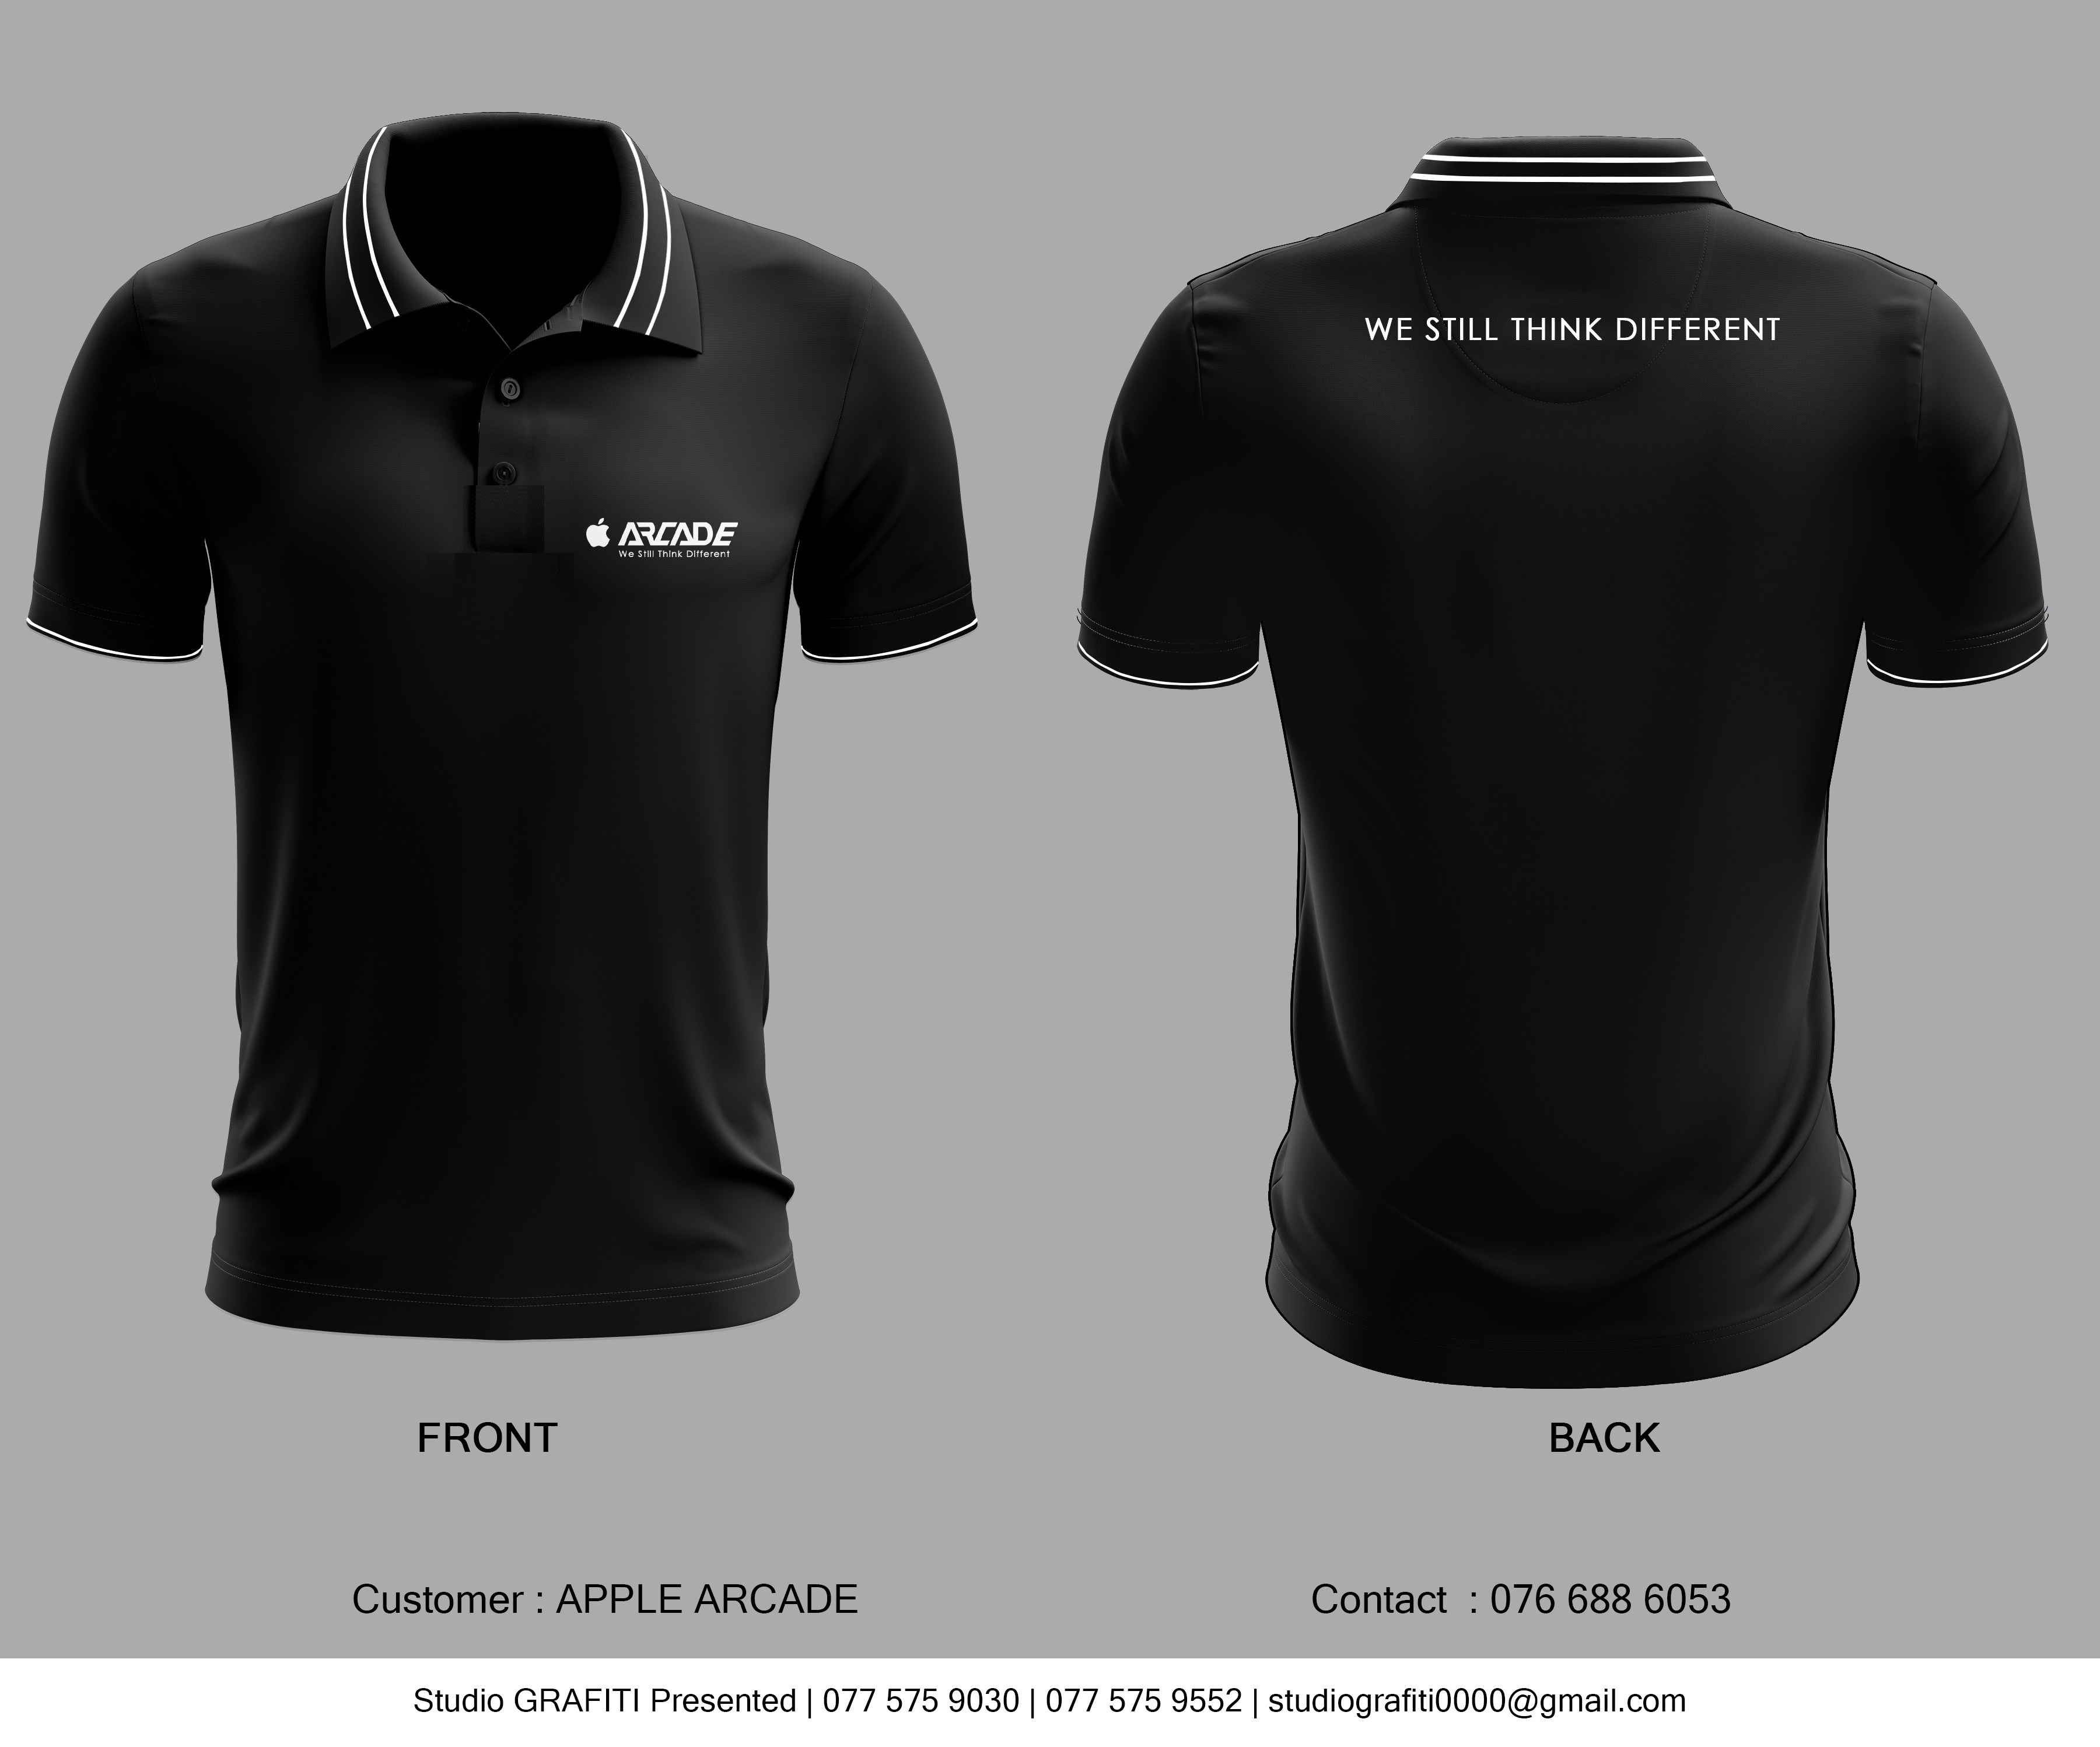 ARCADE
We Still Think Different
WE STILL THINK DIFFERENT
FRONT
BACK
Customer : APPLE ARCADE
Contact : 076 688 6053
Studio GRAFITI Presented | 077 575 9030 | 077 575 9552 | studiografiti0000@gmail.com